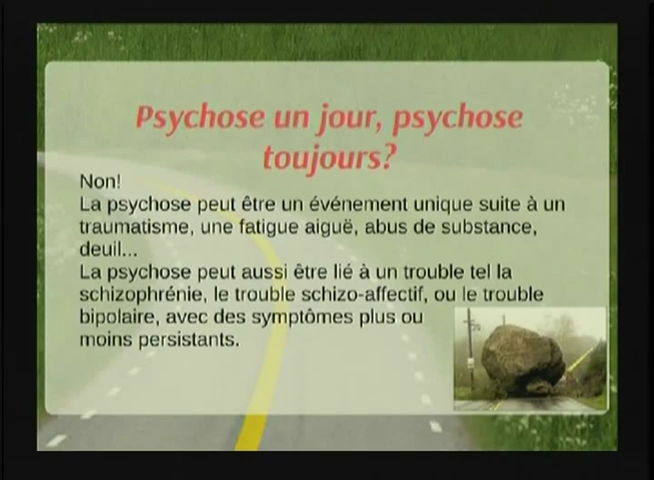 Psychose un jour, psychose
toujours?
Non!
La psychose peut être un événement unique suite à un
traumatisme, une fatigue aiguë, abus de substance,
deuil...
La psychose peut aussi être lié à un trouble tel la
schizophrénie, le trouble schizo-affectif, ou le trouble
bipolaire, avec des symptômes plus ou
moins persistants.